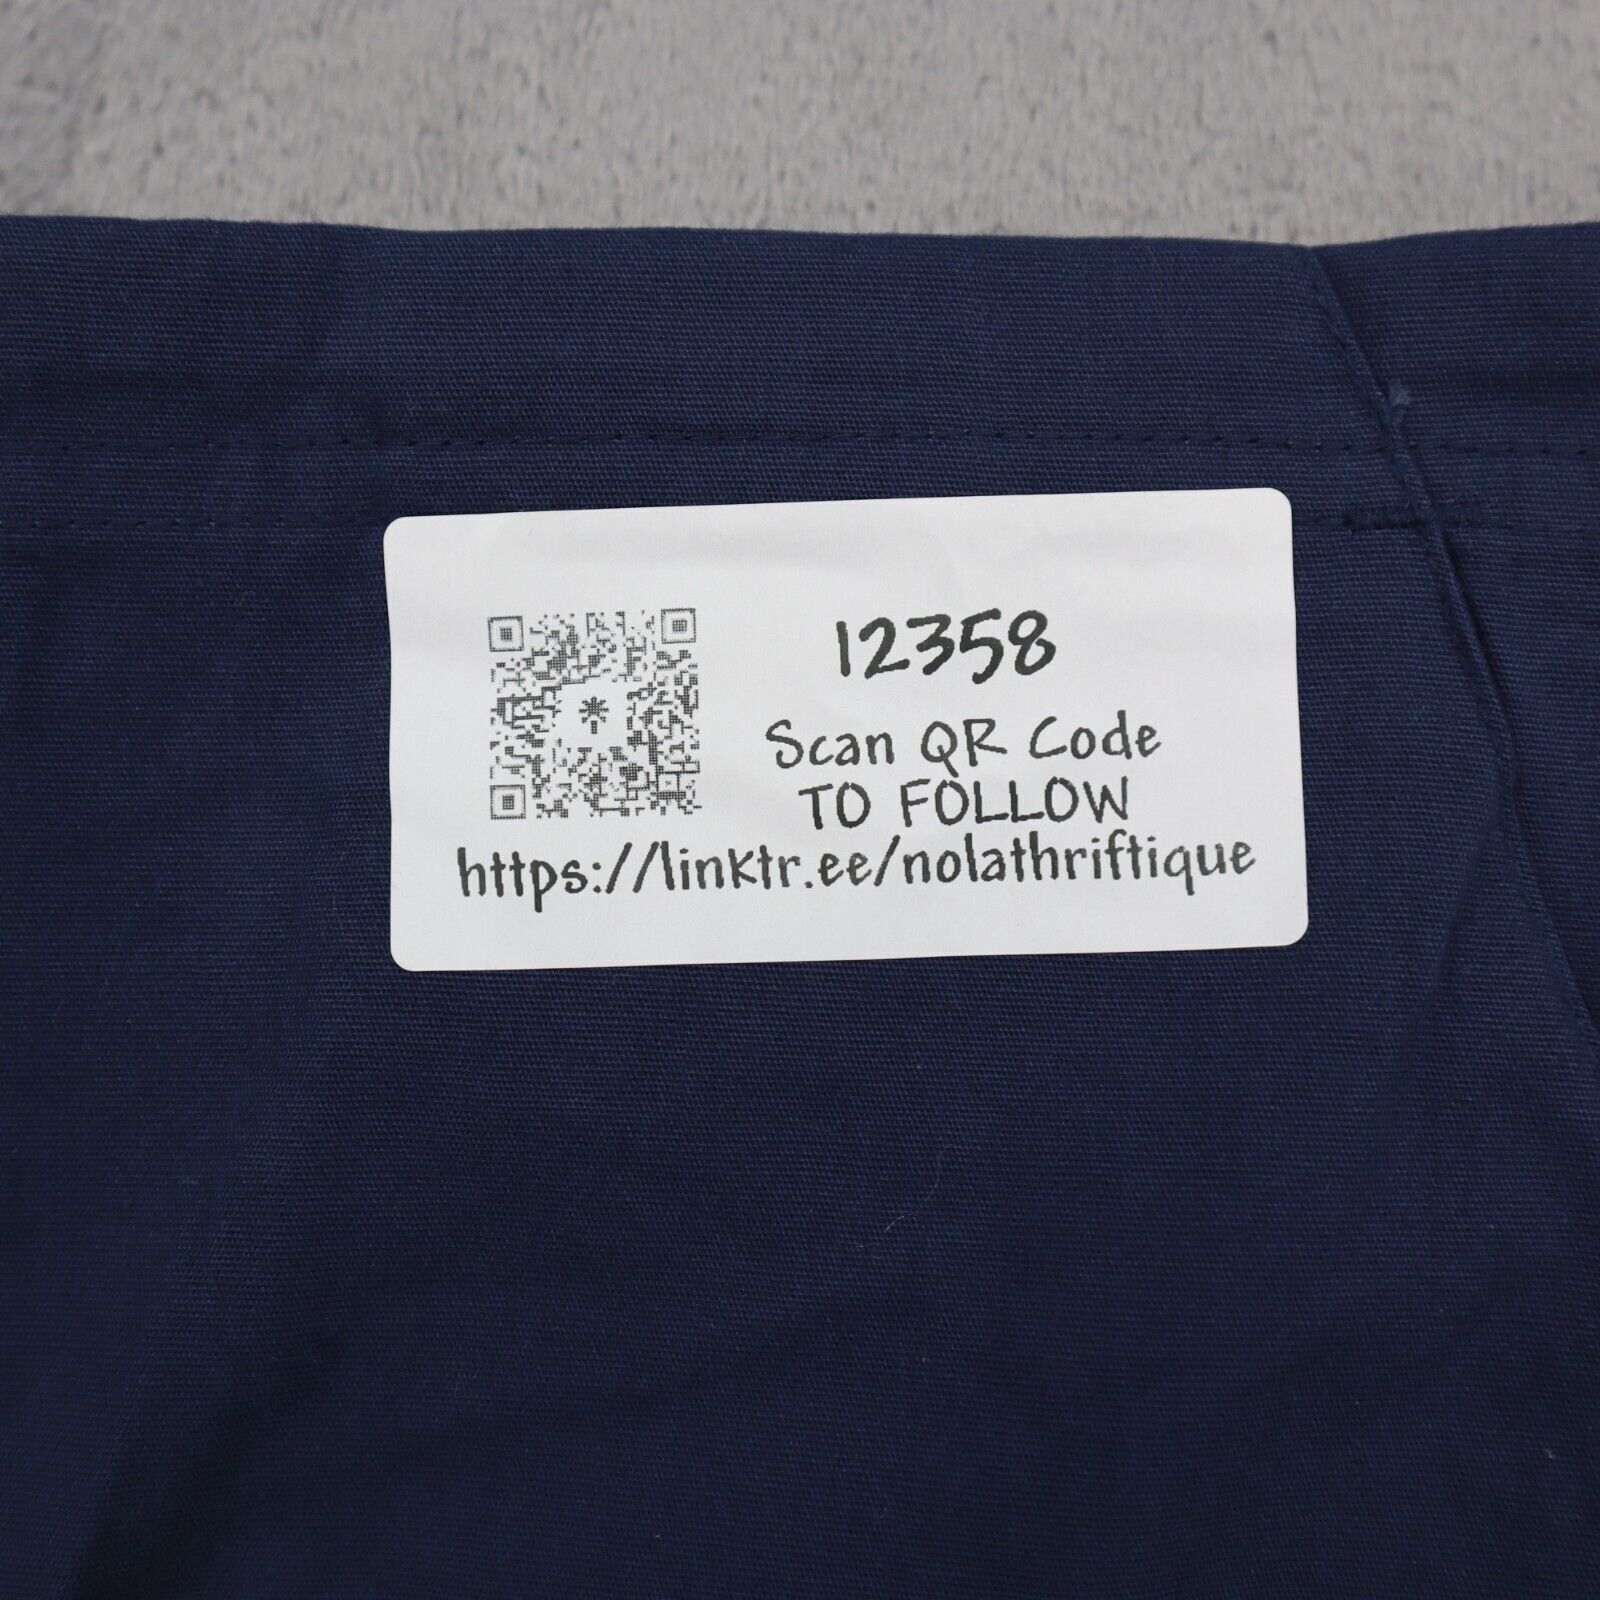 12358
Scan QR Code
TO FOLLOW
https://linktr.ee/nolathriftique